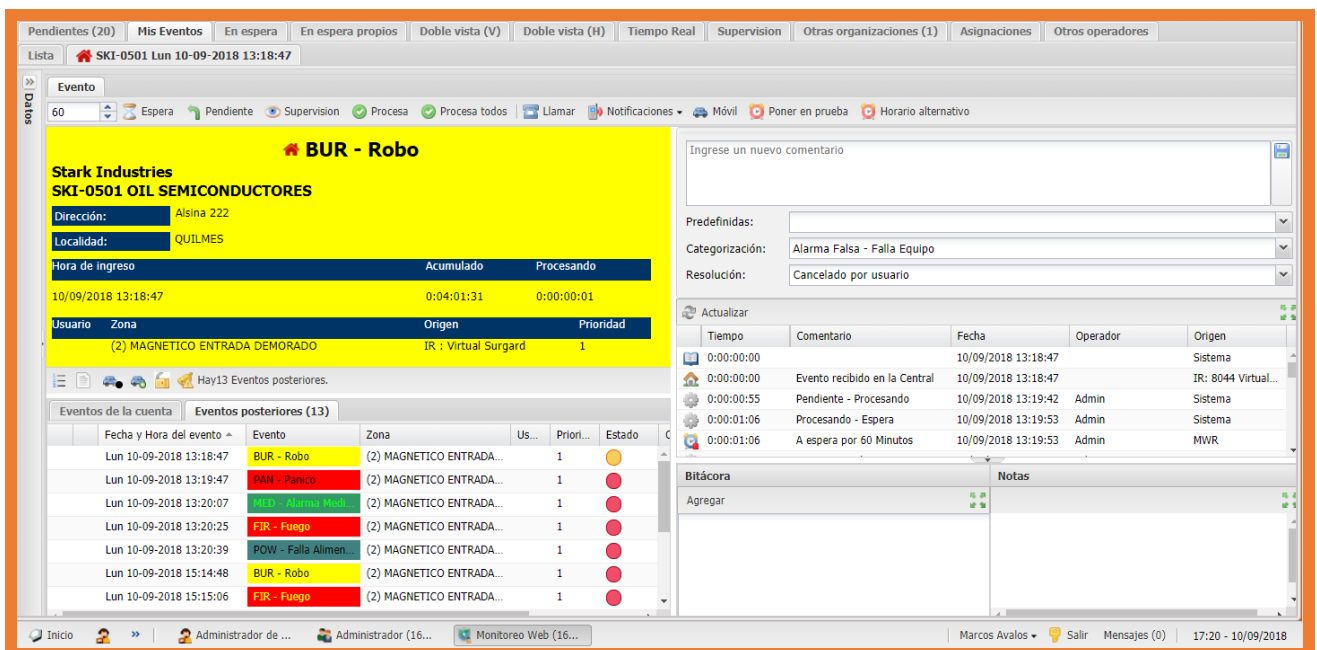 Pendientes (20) Mis Eventos En espera En espera propios Doble vista (V) Doble vista (H) Tiempo Real Supervision Otras organizaciones (1) Asignaciones Otros operadores
Lista SKI-0501 Lun 10-09-2018 13:18:47
Datos
Evento
60 Espera Pendiente Supervision Procesa Procesa todos Llamar Notificaciones Móvil Poner en prueba Horario alternativo
BUR - Robo
Stark Industries
SKI-0501 OIL SEMICONDUCTORES
Dirección: Alsina 222
Localidad: QUILMES
Hora de ingreso Acumulado Procesando
10/09/2018 13:18:47 0:04:01:31 0:00:00:01
Usuario Zona Origen Prioridad
(2) MAGNETICO ENTRADA DEMORADO IR : Virtual Surgard 1
Hay13 Eventos posteriores.
Eventos de la cuenta Eventos posteriores (13)
Fecha y Hora del evento Evento Zona Us... Priori... Estado
Lun 10-09-2018 13:18:47 BUR - Robo (2) MAGNETICO ENTRADA... 1
Lun 10-09-2018 13:19:47 PAN - Panico (2) MAGNETICO ENTRADA... 1
Lun 10-09-2018 13:20:07 MED - Alarma Medi... (2) MAGNETICO ENTRADA... 1
Lun 10-09-2018 13:20:25 FIR - Fuego (2) MAGNETICO ENTRADA... 1
Lun 10-09-2018 13:20:39 POW - Falla Alimen... (2) MAGNETICO ENTRADA... 1
Lun 10-09-2018 15:14:48 BUR - Robo (2) MAGNETICO ENTRADA... 1
Lun 10-09-2018 15:15:06 FIR - Fuego (2) MAGNETICO ENTRADA... 1
Ingrese un nuevo comentario
Predefinidas:
Categorización: Alarma Falsa - Falla Equipo
Resolución: Cancelado por usuario
Actualizar
Tiempo Comentario Fecha Operador Origen
0:00:00:00 10/09/2018 13:18:47 Sistema
0:00:00:00 Evento recibido en la Central 10/09/2018 13:18:47 IR: 8044 Virtual...
0:00:00:55 Pendiente - Procesando 10/09/2018 13:19:42 Admin Sistema
0:00:01:06 Procesando - Espera 10/09/2018 13:19:53 Admin Sistema
0:00:01:06 A espera por 60 Minutos 10/09/2018 13:19:53 Admin MWR
Bitácora Notas
Agregar
Inicio » Administrador de ... Administrador (16... Monitoreo Web (16... Marcos Avalos Salir Mensajes (0) 17:20 - 10/09/2018